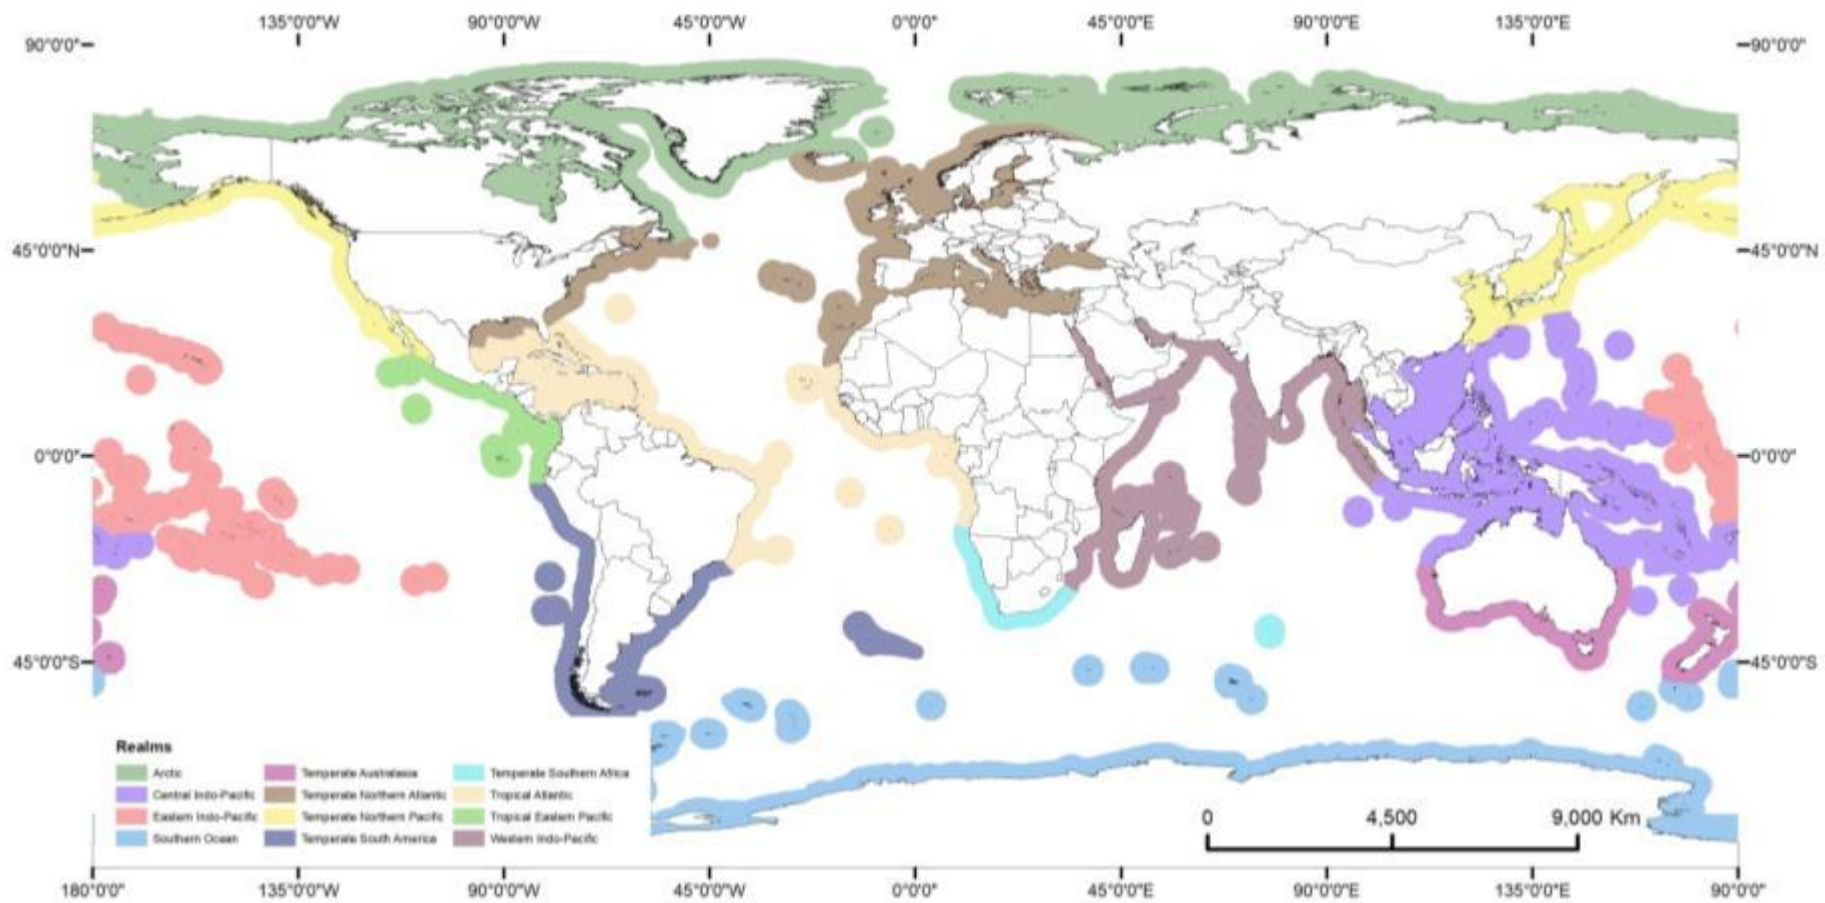 135°0'0"W 90°0'0"W 45°0'0"W 0°0'0" 45°0'0"E 90°0'0"E 135°0'0"E
90°0'0" 90°0'0"
45°0'0"N 45°0'0"N
0°0'0" 0°0'0"
45°0'0"S 45°0'0"S
Realms
Arctic Temperate Australasia Temperate Southern Africa
Central Indo-Pacific Temperate Northern Atlantic Tropical Atlantic
Eastern Indo-Pacific Temperate Northern Pacific Tropical Eastern Pacific
Southern Ocean Temperate South America Western Indo-Pacific
0 4,500 9,000 Km
180°0'0" 135°0'0"W 90°0'0"W 45°0'0"W 0°0'0" 45°0'0"E 90°0'0"E 135°0'0"E 90°0'0"